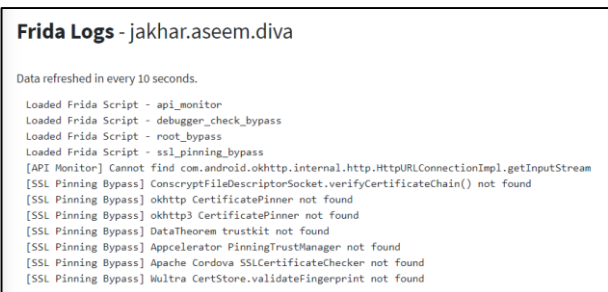 Frida Logs - jakhar.aseem.diva
Data refreshed in every 10 seconds.
Loaded Frida Script - api_monitor
Loaded Frida Script - debugger_check_bypass
Loaded Frida Script - root_bypass
Loaded Frida Script - ssl_pinning_bypass
[API Monitor] Cannot find com.android.okhttp.internal.http.HttpURLConnectionImpl.getInputStream
[SSL Pinning Bypass] ConscryptFileDescriptorSocket.verifyCertificateChain() not found
[SSL Pinning Bypass] okhttp CertificatePinner not found
[SSL Pinning Bypass] okhttp3 CertificatePinner not found
[SSL Pinning Bypass] DataTheorem trustkit not found
[SSL Pinning Bypass] Appcelerator PinningTrustManager not found
[SSL Pinning Bypass] Apache Cordova SSLCertificateChecker not found
[SSL Pinning Bypass] Wultra CertStore.validateFingerprint not found